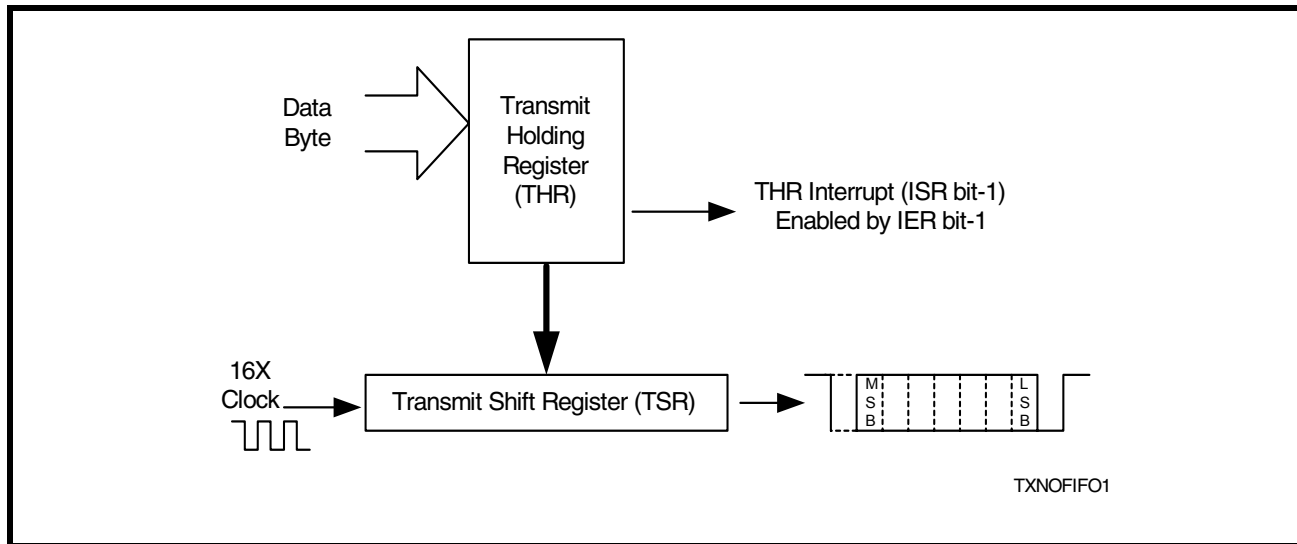 Data
Byte
Transmit
Holding
Register
(THR)
THR Interrupt (ISR bit-1)
Enabled by IER bit-1
16X
Clock
Transmit Shift Register (TSR)
M
S
B
L
S
B
TXNOFIFO1